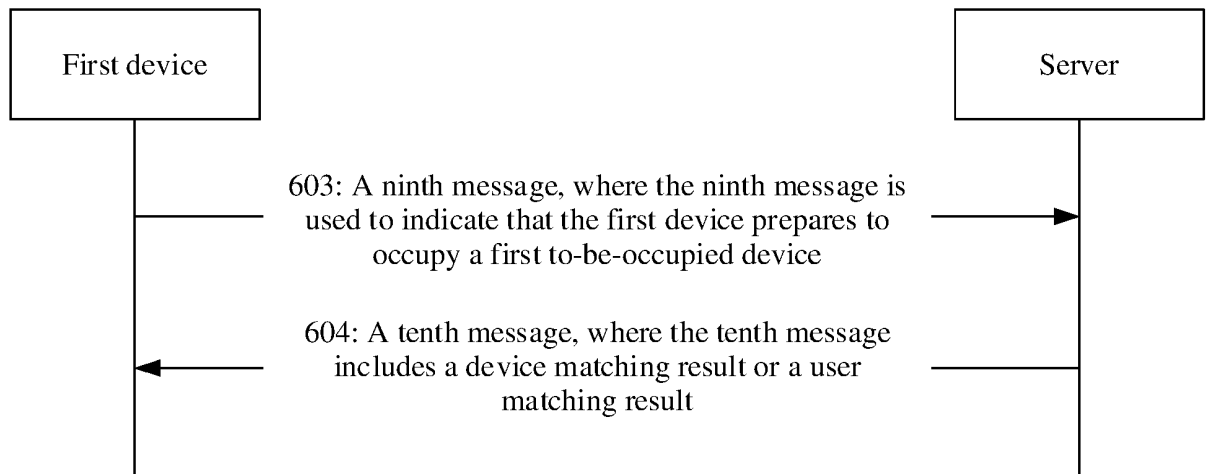 First device
Server
603: A ninth message, where the ninth message is
used to indicate that the first device prepares to
occupy a first to-be-occupied device
604: A tenth message, where the tenth message
includes a device matching result or a user
matching result